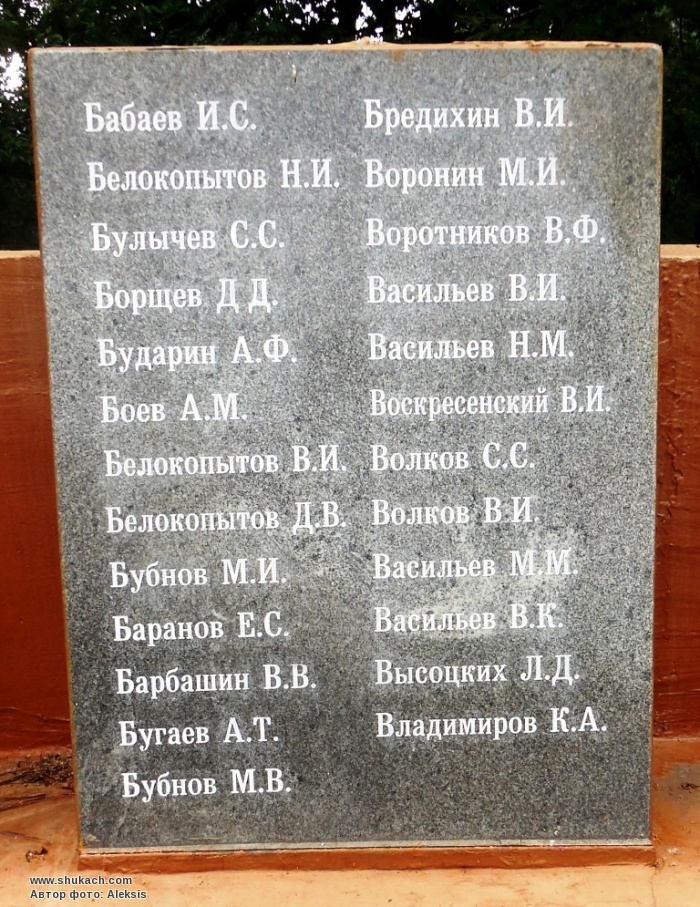 Бабаев И.С.
Белокопытов Н.И.
Булычев С.С.
Борщев Д Д.
Бударин А.Ф.
Боев А.М.
Белокопытов В.И.
Белокопытов Д.В.
Бубнов М.И.
Баранов Е.С.
Барбашин В.В.
Бугаев А.Т.
Бубнов М.В.
Бредихин В.И.
Воронин М.И.
Воротников В.Ф.
Васильев В.И.
Васильев Н.М.
Воскресенский В.И.
Волков С.С.
Волков В И.
Васильев М.М.
Васильев В.К.
Высоцких Л.Д.
Владимиров К.А.
www.shukach.com
Автор фото: Aleksis